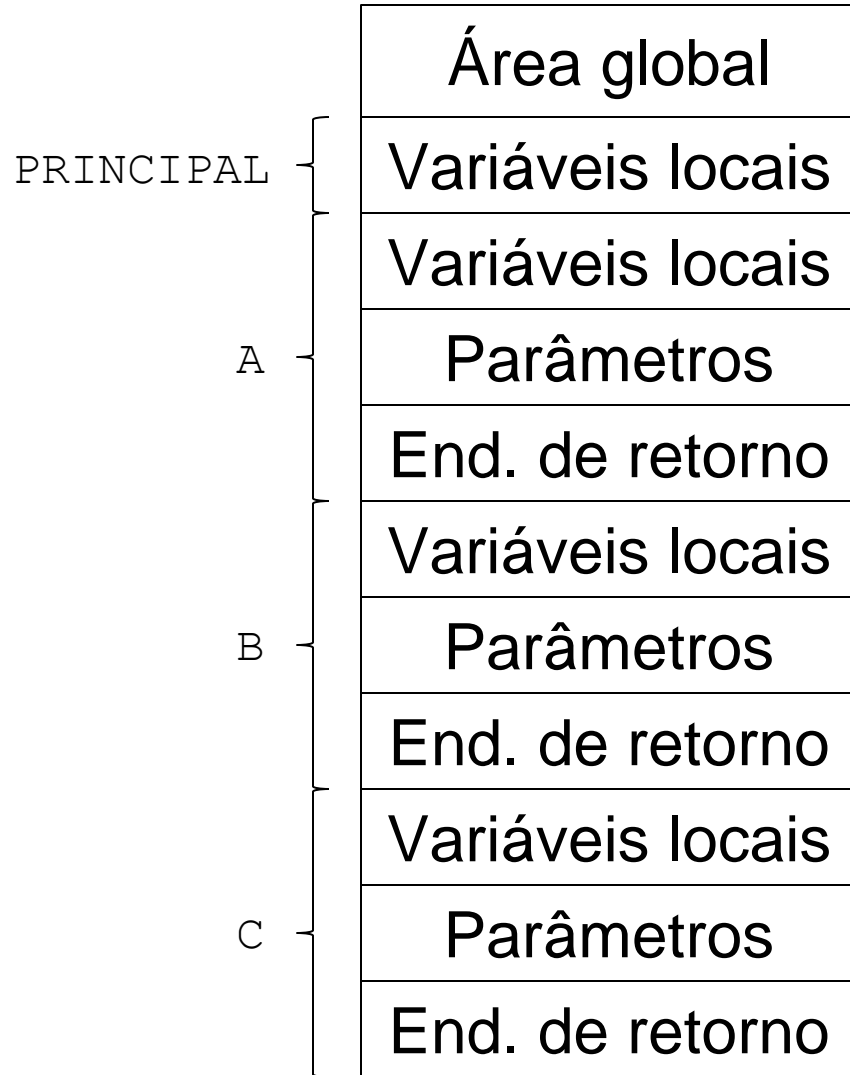 Área global
PRINCIPAL
Variáveis locais
A
Variáveis locais
Parâmetros
End. de retorno
B
Variáveis locais
Parâmetros
End. de retorno
C
Variáveis locais
Parâmetros
End. de retorno